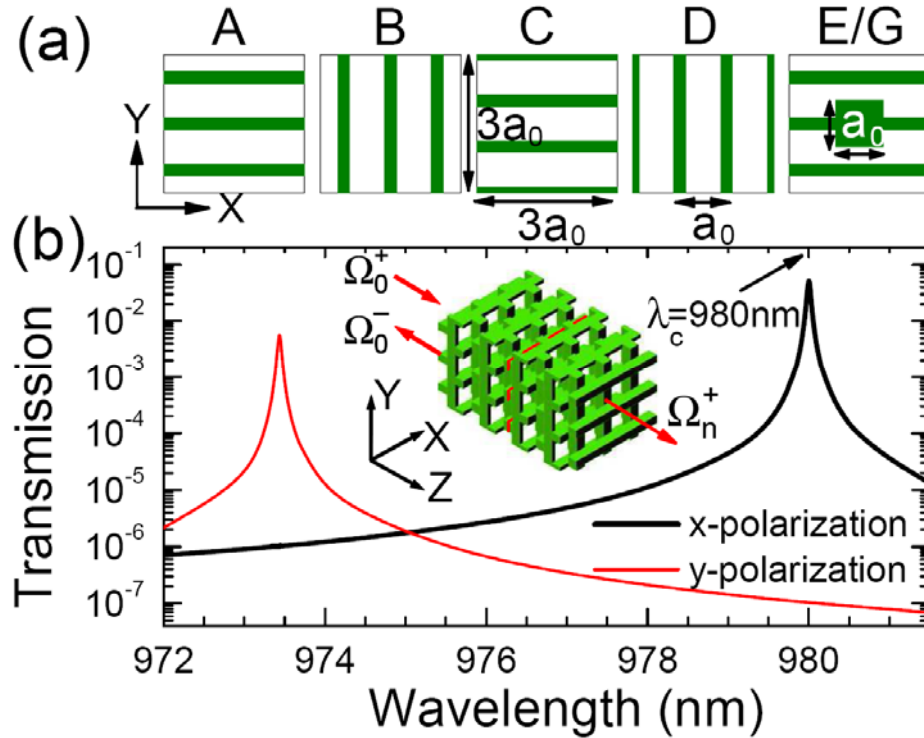 (a) A B C D E/G
Y
X
3a₀
3a₀
a₀
a₀
(b)
Transmission
10⁻¹
10⁻²
10⁻³
10⁻⁴
10⁻⁵
10⁻⁶
10⁻⁷
Ω₀⁺
Ω₀⁻
Ωₙ⁺
Y
X
Z
λc=980nm
x-polarization
y-polarization
972 974 976 978 980
Wavelength (nm)